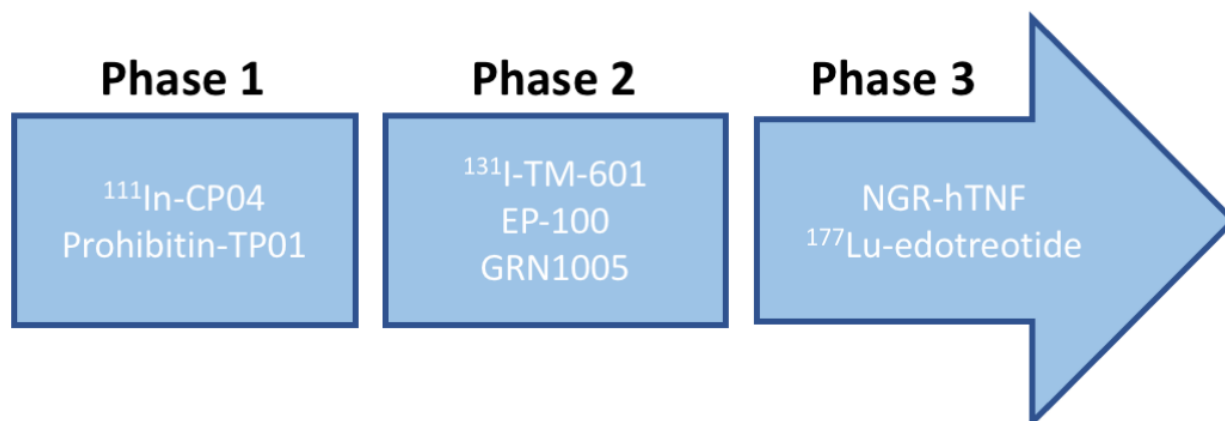 Phase 1
¹¹¹In-CP04
Prohibitin-TP01
Phase 2
¹³¹I-TM-601
EP-100
GRN1005
Phase 3
NGR-hTNF
¹⁷⁷Lu-edotreotide